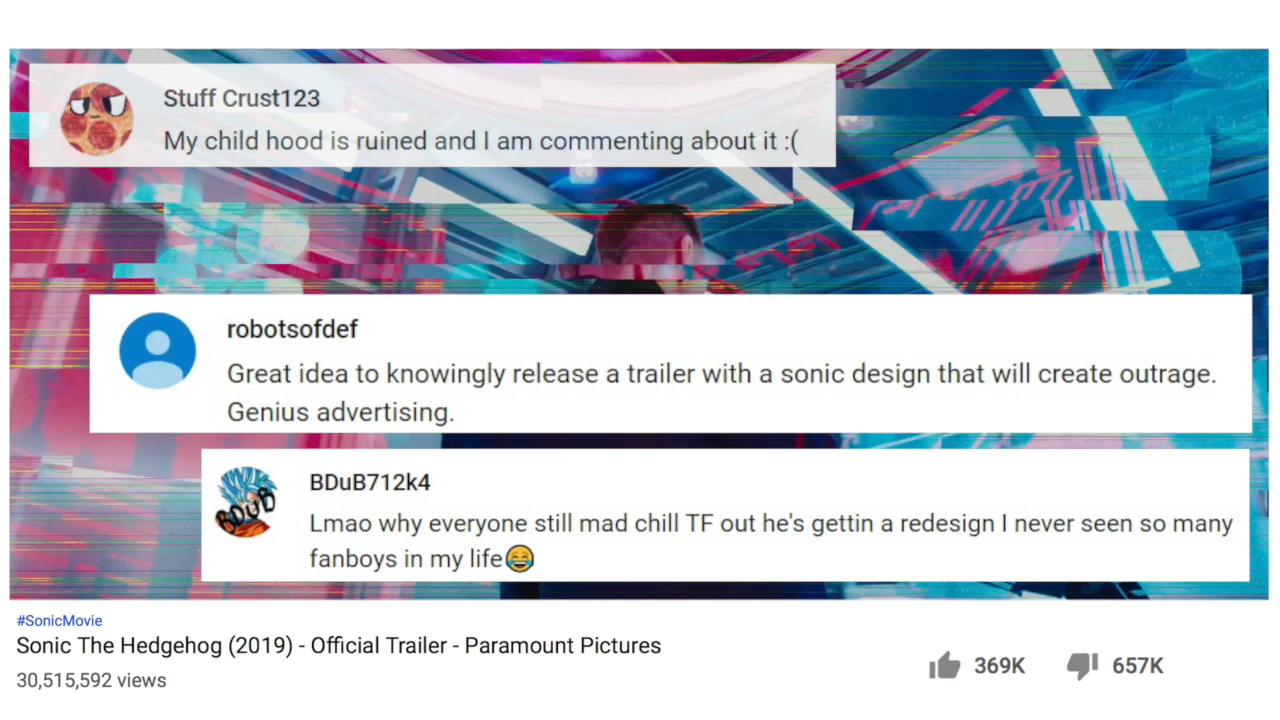 Stuff Crust123
My child hood is ruined and I am commenting about it :(
robotsofdef
Great idea to knowingly release a trailer with a sonic design that will create outrage.
Genius advertising.
BDUB
BDuB712k4
Lmao why everyone still mad chill TF out he's gettin a redesign I never seen so many
fanboys in my life😂
#SonicMovie
Sonic The Hedgehog (2019) - Official Trailer - Paramount Pictures
30,515,592 views
369K
657K